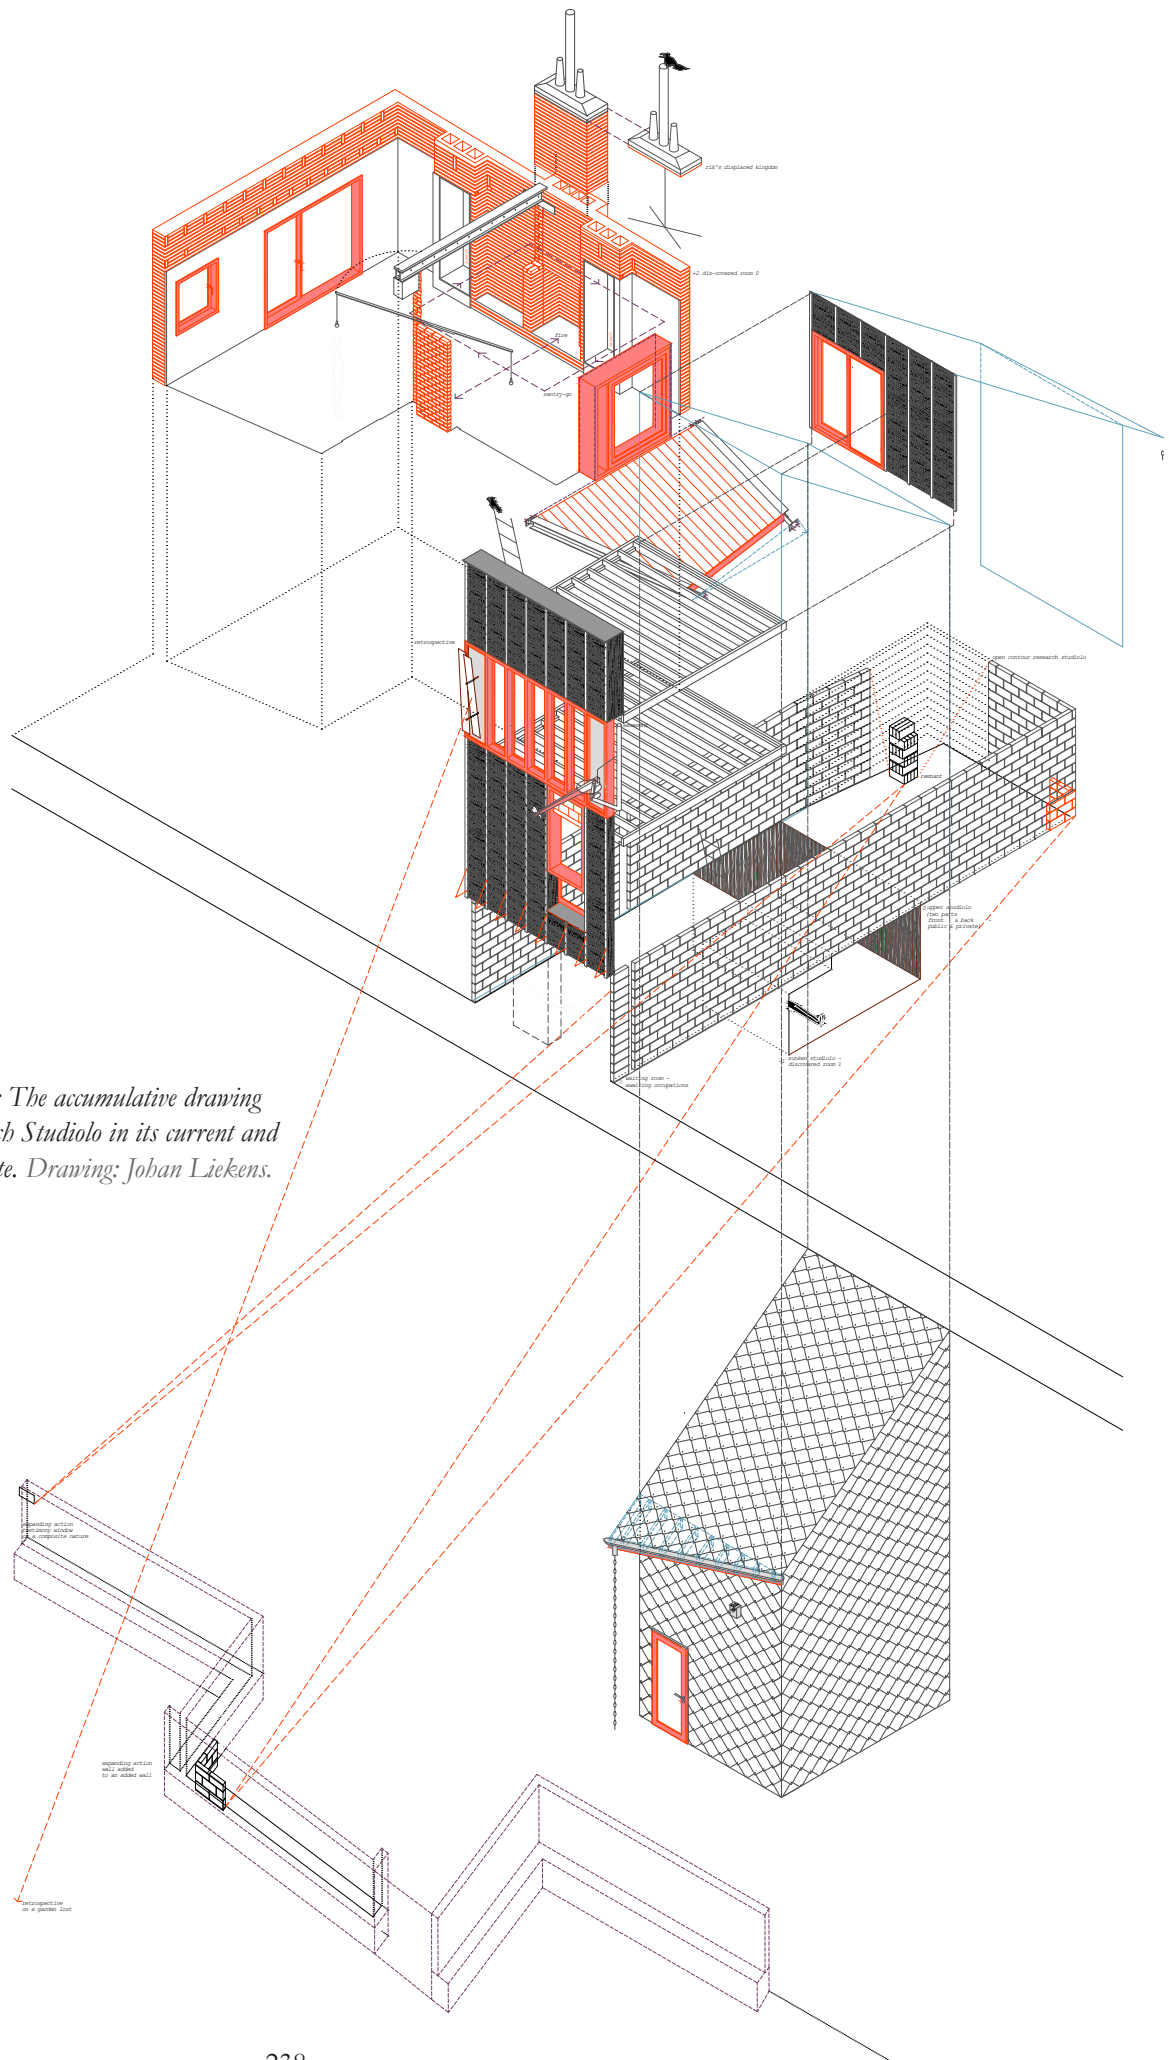 rik's displaced kingdom
+2 dis-covered room 0
fire
sentry-go
retrospective
open contour research studiolo
remnant
upper studiolo
(two parts
front & back
public & private)
-1 sunken studiolo -
discovered room 1
waiting room -
awaiting occupations
: The accumulative drawing
h Studiolo in its current and
te. Drawing: Johan Liekens.
expanding action
testimony window
on a composite nature
expanding action
wall added
to an added wall
retrospective
on a garden lost
238